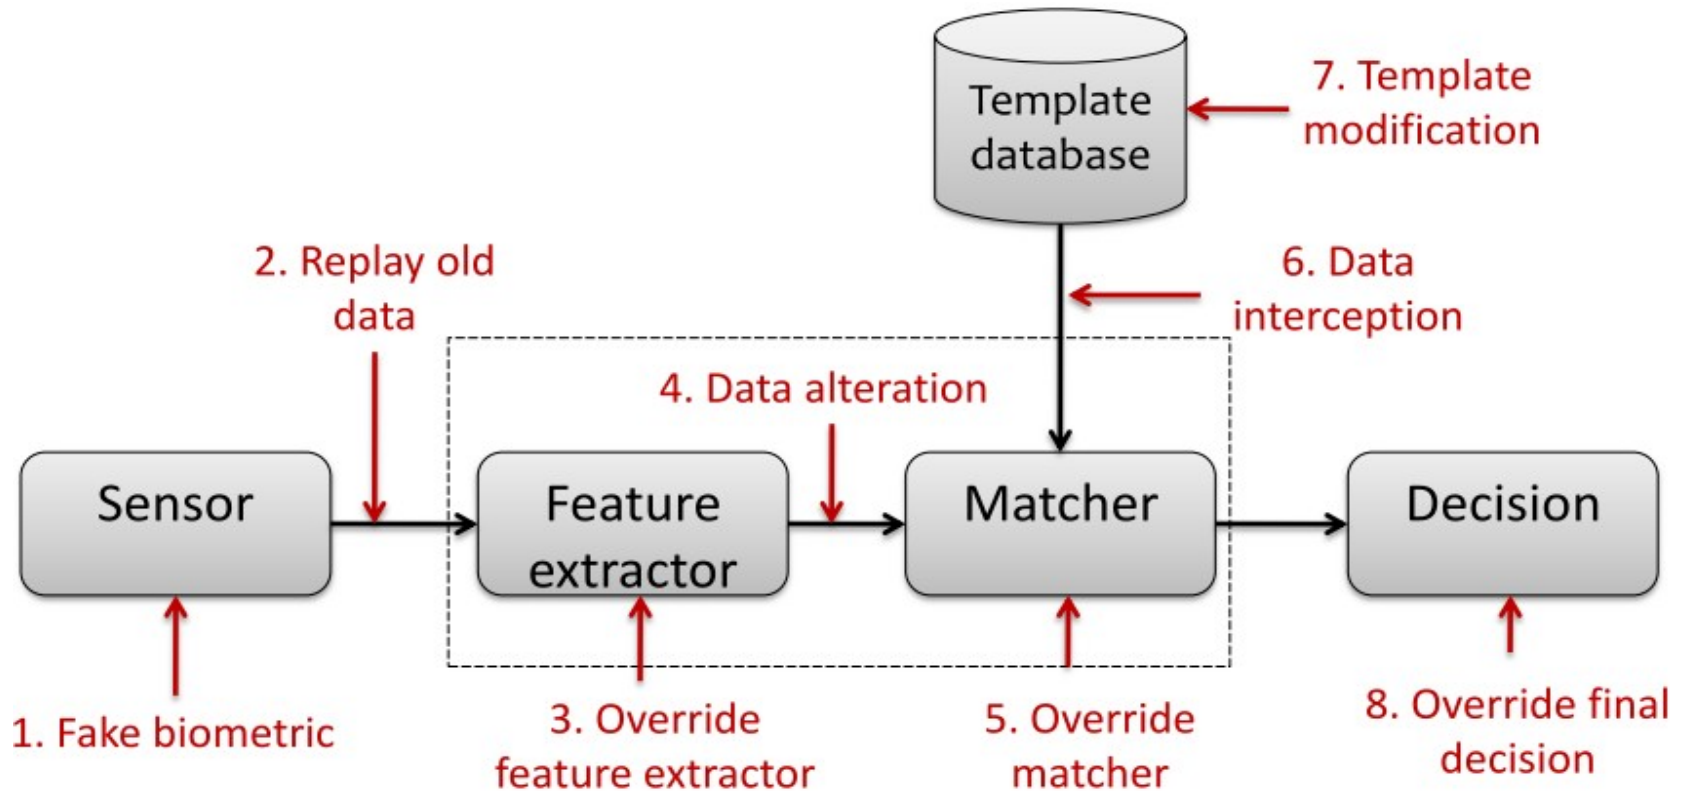 Template
database
7. Template
modification
2. Replay old
data
6. Data
interception
4. Data alteration
Sensor
Feature
extractor
Matcher
Decision
1. Fake biometric
3. Override
feature extractor
5. Override
matcher
8. Override final
decision